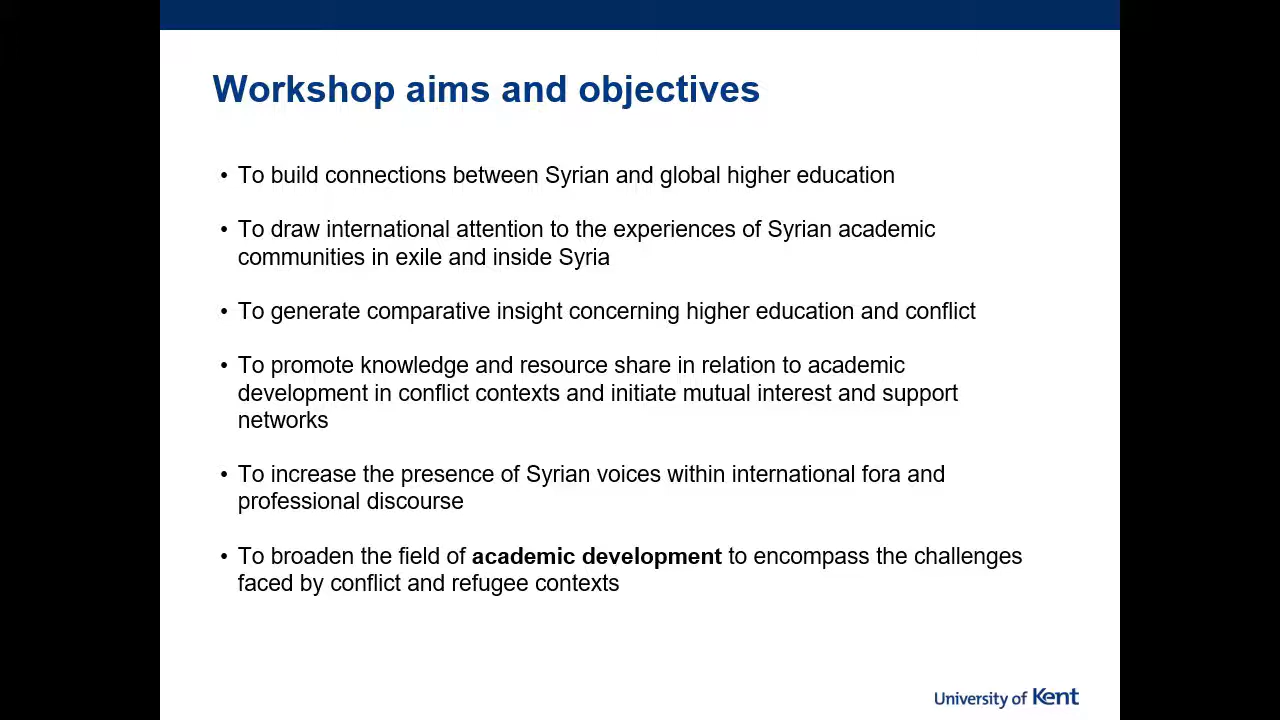 Workshop aims and objectives
• To build connections between Syrian and global higher education
• To draw international attention to the experiences of Syrian academic
communities in exile and inside Syria
• To generate comparative insight concerning higher education and conflict
• To promote knowledge and resource share in relation to academic
development in conflict contexts and initiate mutual interest and support
networks
• To increase the presence of Syrian voices within international fora and
professional discourse
• To broaden the field of academic development to encompass the challenges
faced by conflict and refugee contexts
University of Kent